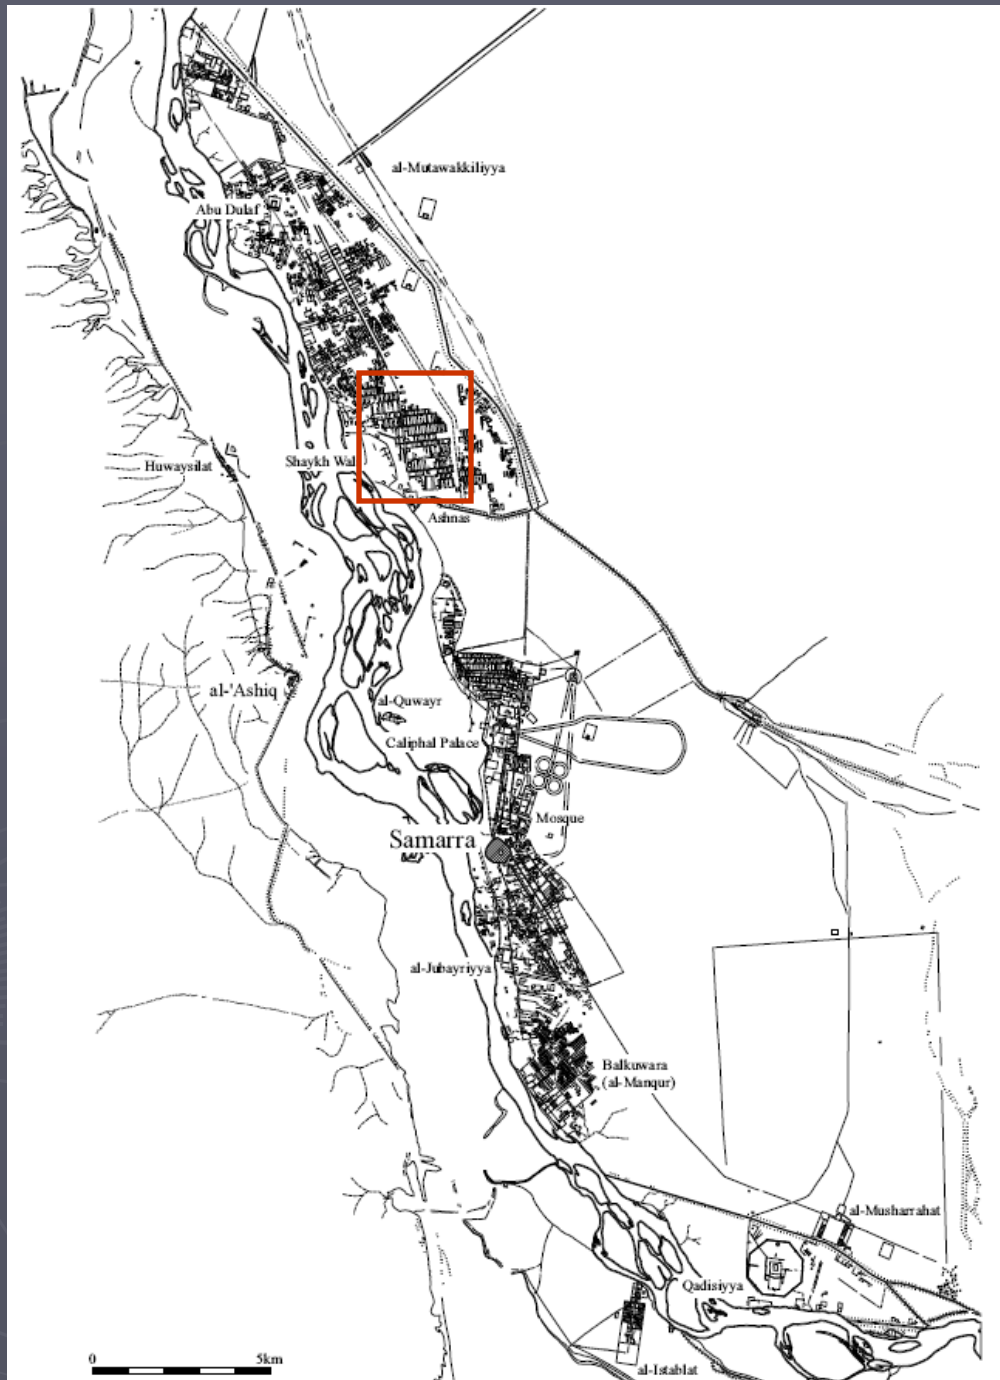 al-Mutawakkiliyya
Abu Dulaf
Huwaysilat
Shaykh Wali
Ashnas
al-'Ashiq
al-Quwayr
Caliphal Palace
Mosque
Samarra
al-Jubayriyya
Balkuwara
(al-Manqur)
al-Musharrahat
Qadisiyya
0 5km
al-Istablat